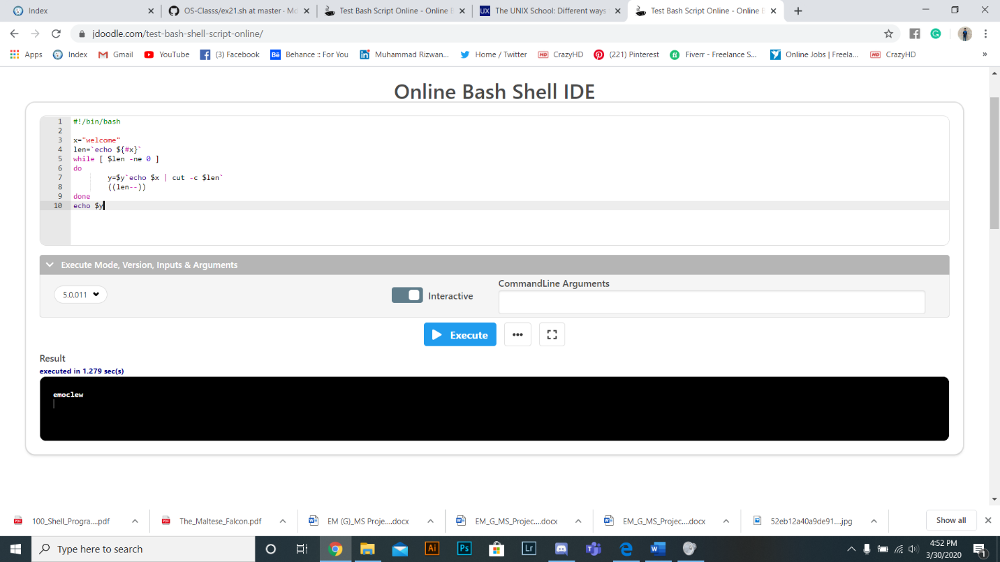 Index
OS-Classs/ex21.sh at master · Md
Test Bash Script Online - Online B
The UNIX School: Different ways
Test Bash Script Online - Online B
jdoodle.com/test-bash-shell-script-online/
Apps Index Gmail YouTube (3) Facebook Behance :: For You Muhammad Rizwan... Home / Twitter CrazyHD (221) Pinterest Fiverr - Freelance S... Online Jobs | Freela... CrazyHD »
Online Bash Shell IDE
1 #!/bin/bash
2
3 x="welcome"
4 len=`echo ${#x}`
5 while [ $len -ne 0 ]
6 do
7 y=$y`echo $x | cut -c $len`
8 ((len--))
9 done
10 echo $y
Execute Mode, Version, Inputs & Arguments
CommandLine Arguments
5.0.011
Interactive
Execute
Result
executed in 1.279 sec(s)
emoclew
100_Shell_Progra....pdf The_Maltese_Falcon.pdf EM (G)_MS Proje....docx EM_G_MS_Projec....docx EM_G_MS_Projec....docx 52eb12a40a9de91....jpg Show all
Type here to search
4:52 PM
3/30/2020